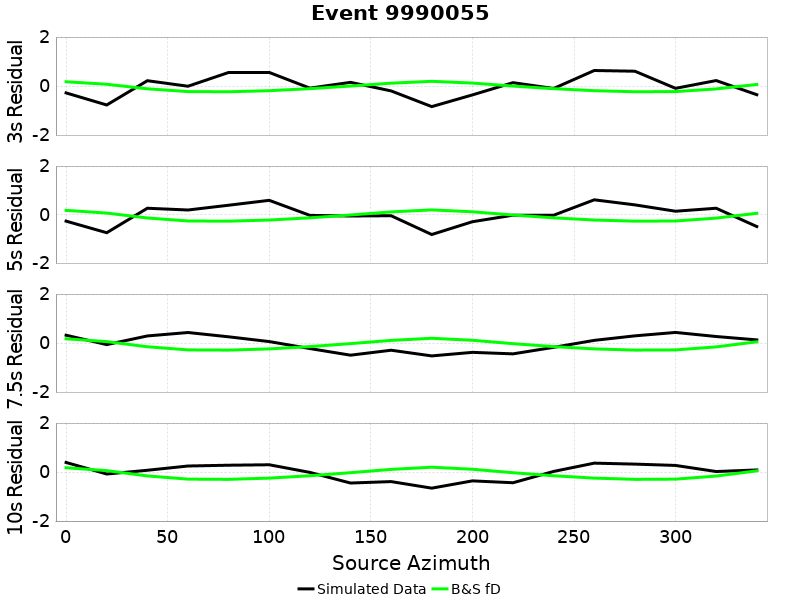 Event 9990055
3s Residual
2
0
-2
5s Residual
2
0
-2
7.5s Residual
2
0
-2
10s Residual
2
0
-2
0 50 100 150 200 250 300
Source Azimuth
Simulated Data B&S fD